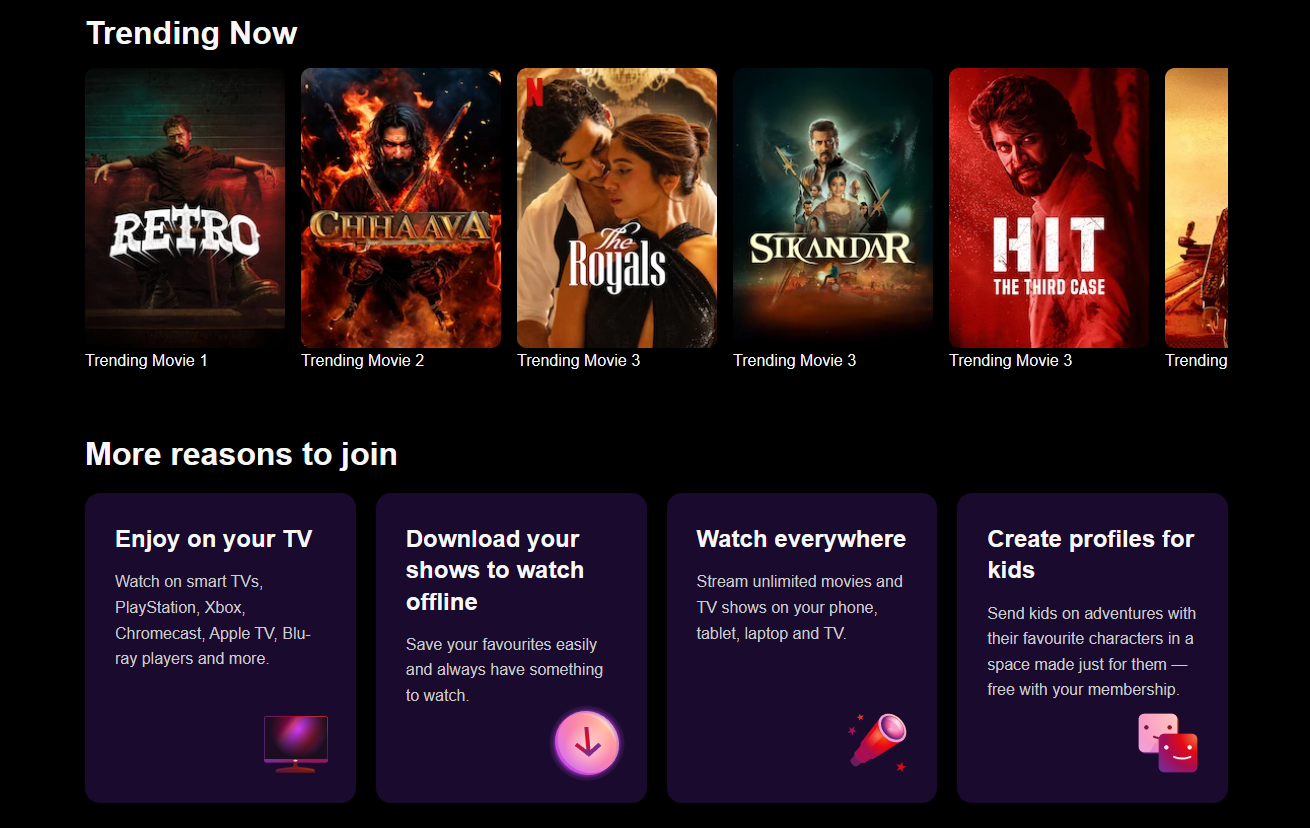 Trending Now
N
RETRO
CHHAAVA
The
Royals
SIKANDAR
HIT
THE THIRD CASE
Trending Movie 1
Trending Movie 2
Trending Movie 3
Trending Movie 3
Trending Movie 3
Trending
More reasons to join
Enjoy on your TV
Watch on smart TVs,
PlayStation, Xbox,
Chromecast, Apple TV, Blu-
ray players and more.
Download your
shows to watch
offline
Save your favourites easily
and always have something
to watch.
Watch everywhere
Stream unlimited movies and
TV shows on your phone,
tablet, laptop and TV.
Create profiles for
kids
Send kids on adventures with
their favourite characters in a
space made just for them —
free with your membership.